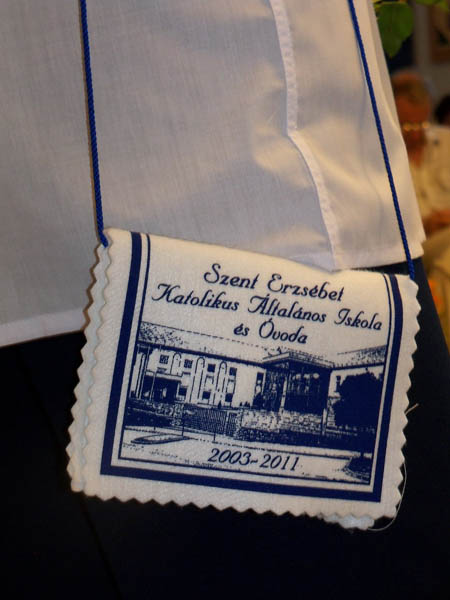 Szent Erzsébet
Katolikus Általános Iskola
és Óvoda
2003-2011